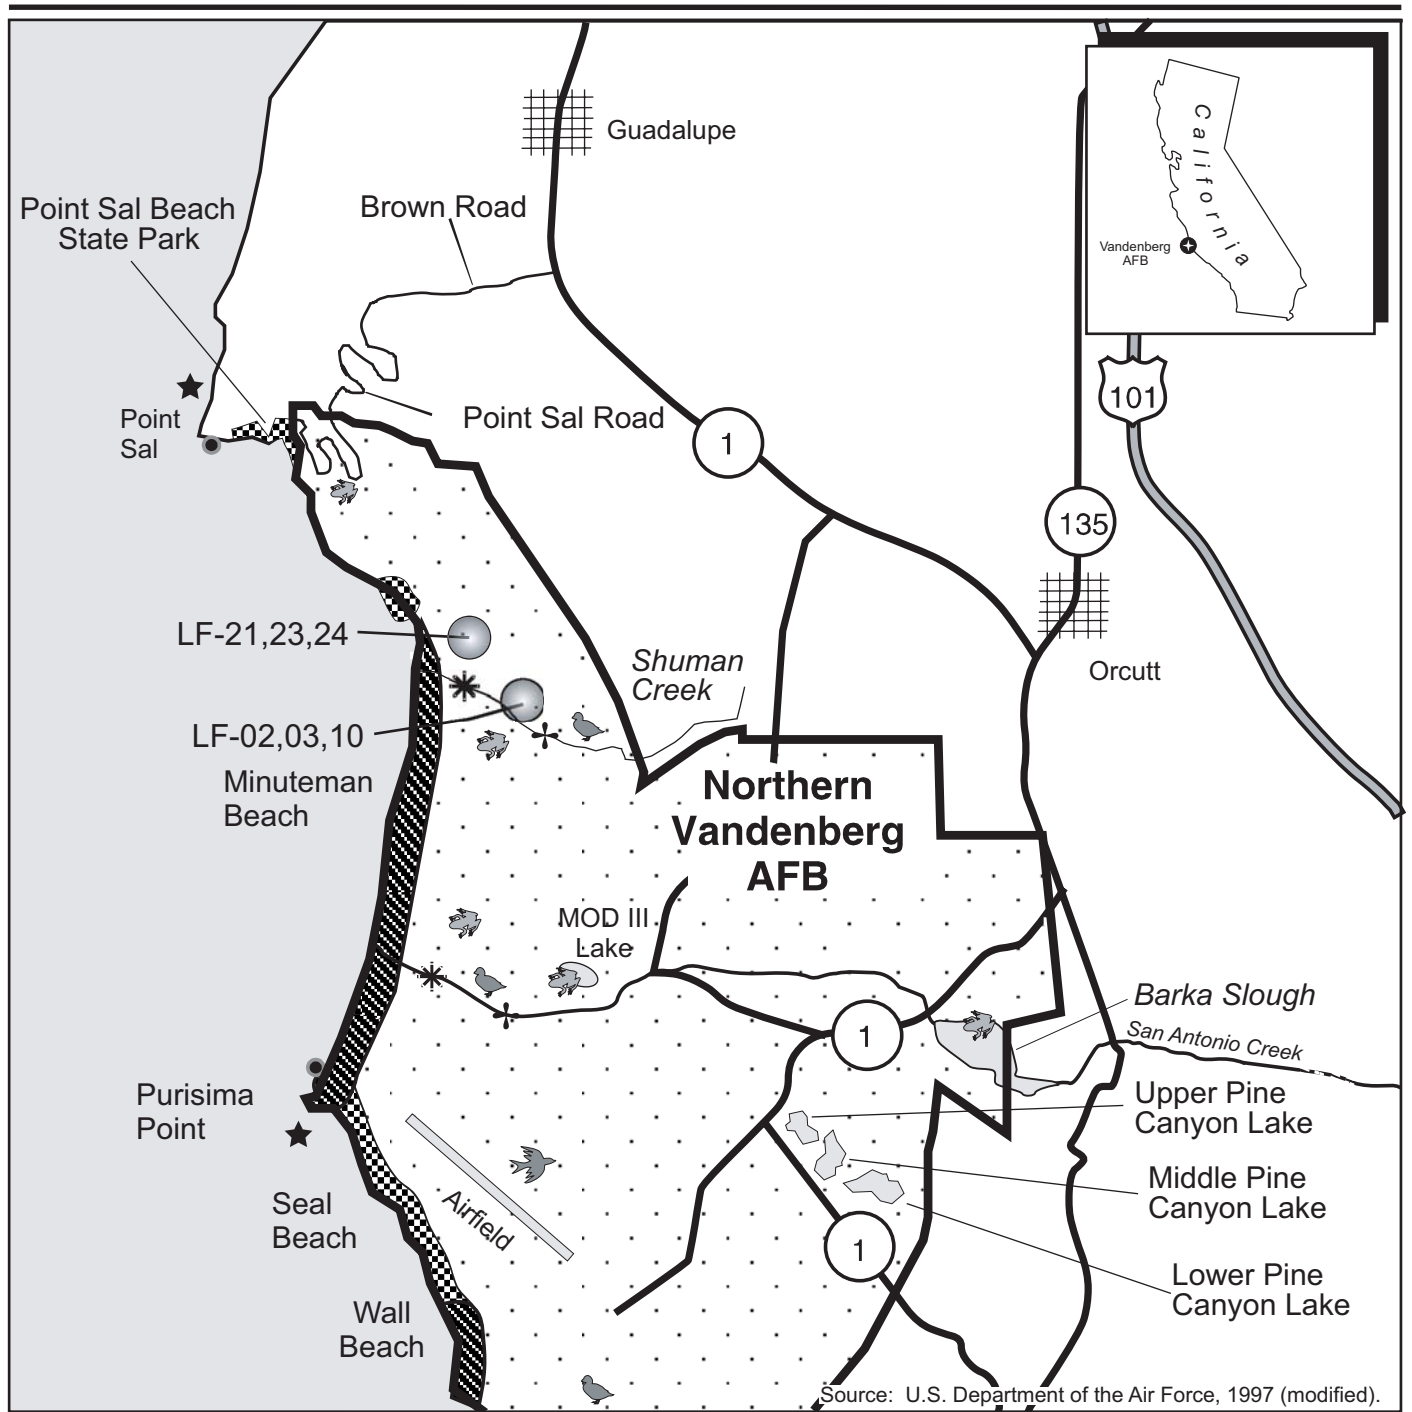 Guadalupe
California
Vandenberg
AFB
Point Sal Beach
State Park
Brown Road
Point
Sal
Point Sal Road
1
101
135
Orcutt
LF-21,23,24
Shuman
Creek
LF-02,03,10
Minuteman
Beach
Northern
Vandenberg
AFB
MOD III
Lake
1
Barka Slough
San Antonio Creek
Purisima
Point
Upper Pine
Canyon Lake
Middle Pine
Canyon Lake
Seal
Beach
Airfield
1
Lower Pine
Canyon Lake
Wall
Beach
Source: U.S. Department of the Air Force, 1997 (modified).